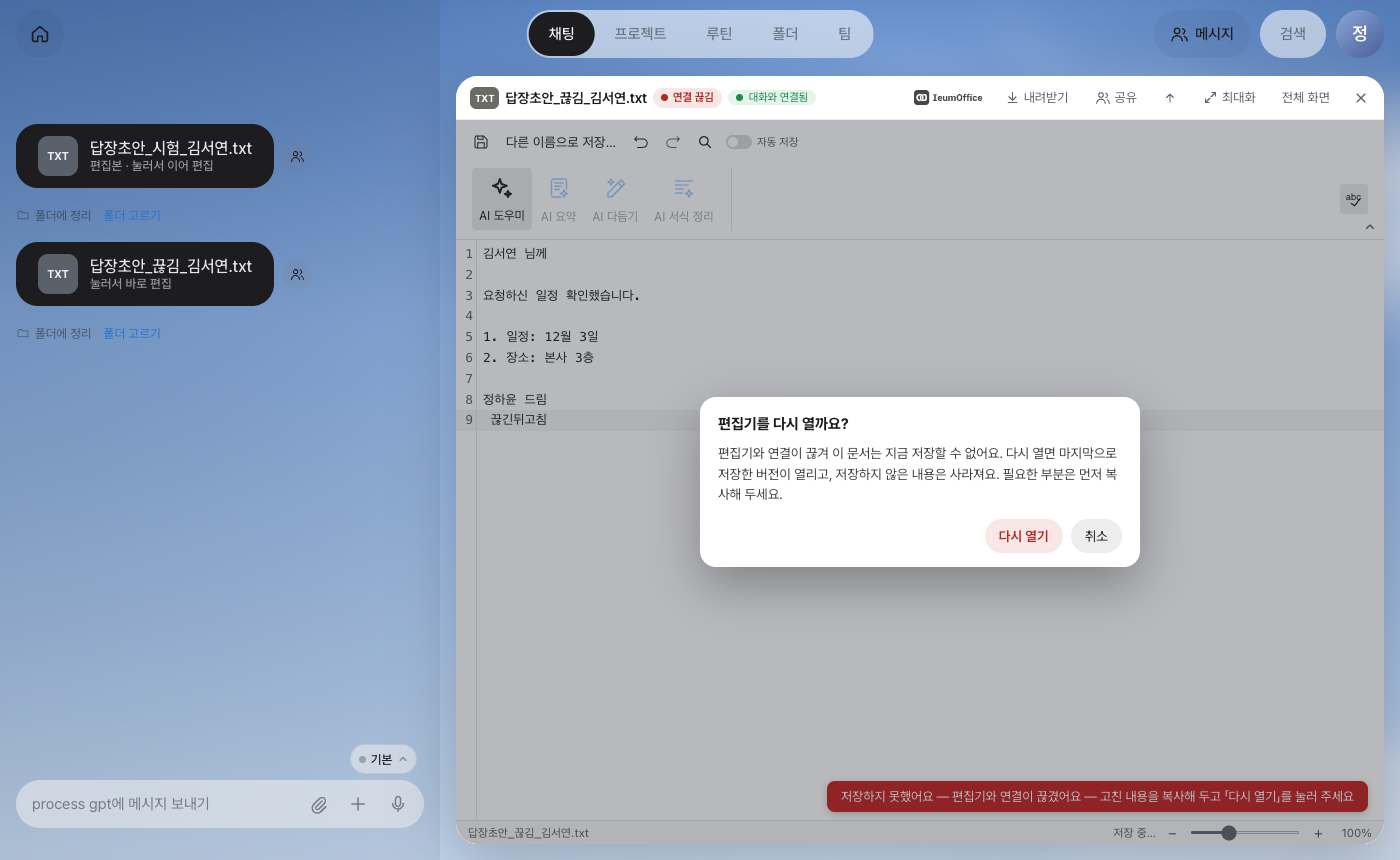 채팅
프로젝트
루틴
폴더
팀
메시지
검색
정
TXT
답장초안_시험_김서연.txt
편집본 · 눌러서 이어 편집
폴더에 정리 폴더 고르기
TXT
답장초안_끊김_김서연.txt
눌러서 바로 편집
폴더에 정리 폴더 고르기
기본
process gpt에 메시지 보내기
TXT 답장초안_끊김_김서연.txt 연결 끊김 대화와 연결됨 IeumOffice 내려받기 공유 최대화 전체 화면
다른 이름으로 저장... 자동 저장
AI 도우미 AI 요약 AI 다듬기 AI 서식 정리
abc
1 김서연 님께
2
3 요청하신 일정 확인했습니다.
4
5 1. 일정: 12월 3일
6 2. 장소: 본사 3층
7
8 정하윤 드림
9 끊긴뒤고침
편집기를 다시 열까요?
편집기와 연결이 끊겨 이 문서는 지금 저장할 수 없어요. 다시 열면 마지막으로
저장한 버전이 열리고, 저장하지 않은 내용은 사라져요. 필요한 부분은 먼저 복
사해 두세요.
다시 열기 취소
저장하지 못했어요 — 편집기와 연결이 끊겼어요 — 고친 내용을 복사해 두고 「다시 열기」를 눌러 주세요
답장초안_끊김_김서연.txt 저장 중... − + 100%